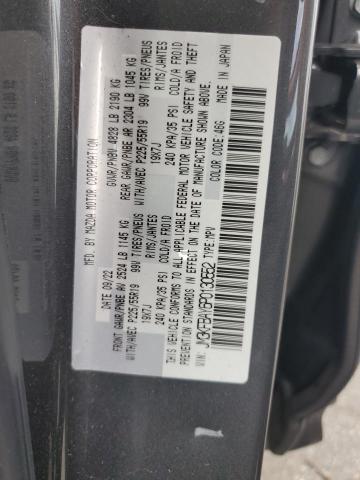 MFD. BY MAZDA MOTOR CORPORATION
DATE 09/22 GVWR/PNBV 4828 LB 2190 KG
FRONT GAWR/PNBE AV 2524 LB 1145 KG REAR GAWR/PNBE AR 2304 LB 1045 KG
WITH/AVEC P225/55R19 99V TIRES/PNEUS WITH/AVEC P225/55R19 99V TIRES/PNEUS
19X7J RIMS/JANTES 19X7J RIMS/JANTES
240 KPA/35 PSI COLD/A FROID 240 KPA/35 PSI COLD/A FROID
THIS VEHICLE CONFORMS TO ALL APPLICABLE FEDERAL MOTOR VEHICLE SAFETY AND THEFT
PREVENTION STANDARDS IN EFFECT ON THE DATE OF MANUFACTURE SHOWN ABOVE.
VIN: TYPE:MPV COLOR CODE:46G MADE IN JAPAN